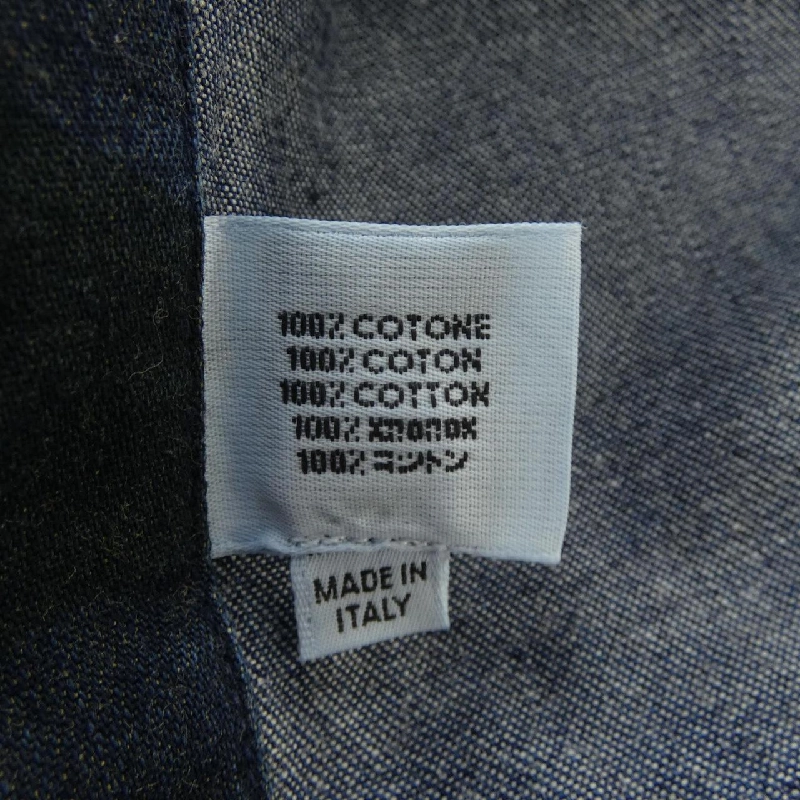 100% COTONE
100% COTON
100% COTTON
100% хлопок
100% コットン
MADE IN
ITALY